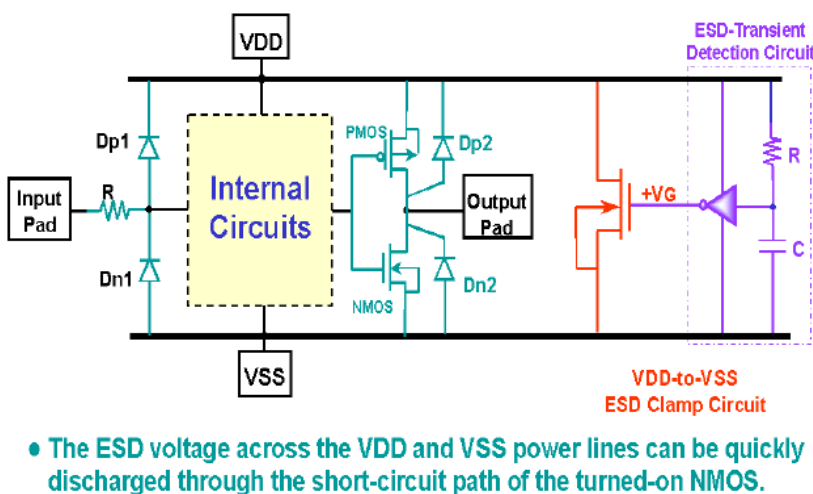 ESD-Transient
Detection Circuit
VDD
PMOS
Dp1
Dp2
R
Input
Pad
R
Internal
Circuits
+VG
Output
Pad
C
Dn1
Dn2
NMOS
VSS
VDD-to-VSS
ESD Clamp Circuit
• The ESD voltage across the VDD and VSS power lines can be quickly
discharged through the short-circuit path of the turned-on NMOS.